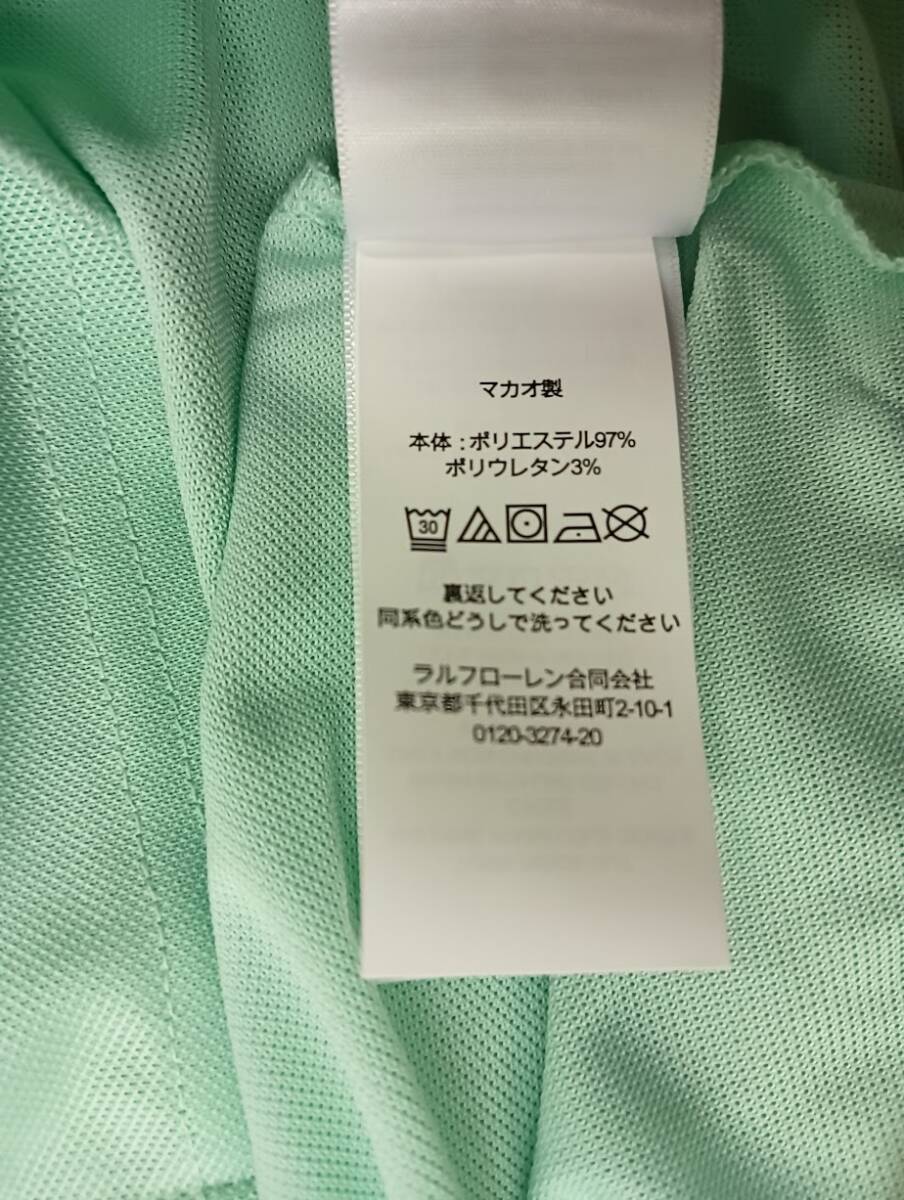 マカオ製
本体 : ポリエステル97%
ポリウレタン3%
30
裏返してください
同系色どうしで洗ってください
ラルフローレン合同会社
東京都千代田区永田町2-10-1
0120-3274-20